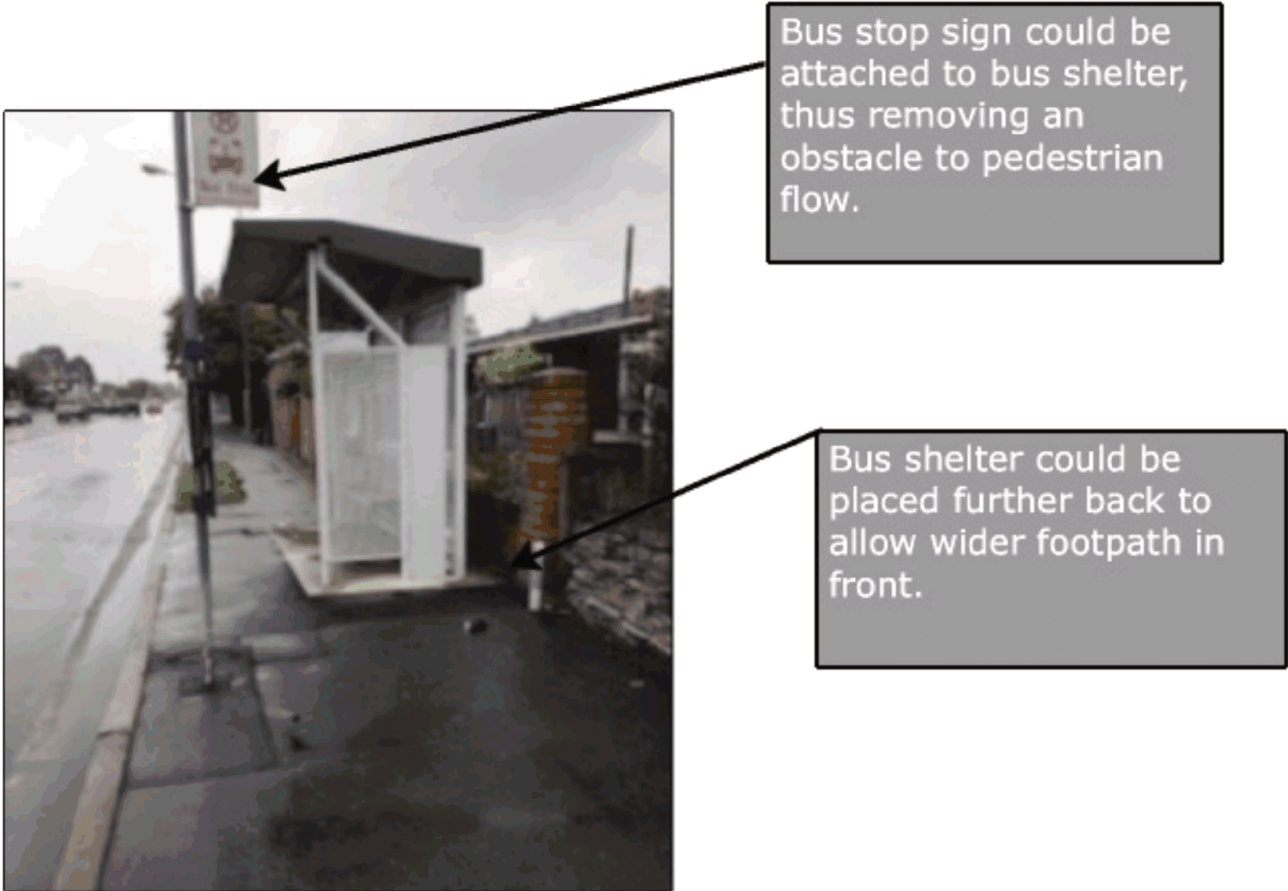 Bus stop sign could be
attached to bus shelter,
thus removing an
obstacle to pedestrian
flow.
Bus shelter could be
placed further back to
allow wider footpath in
front.